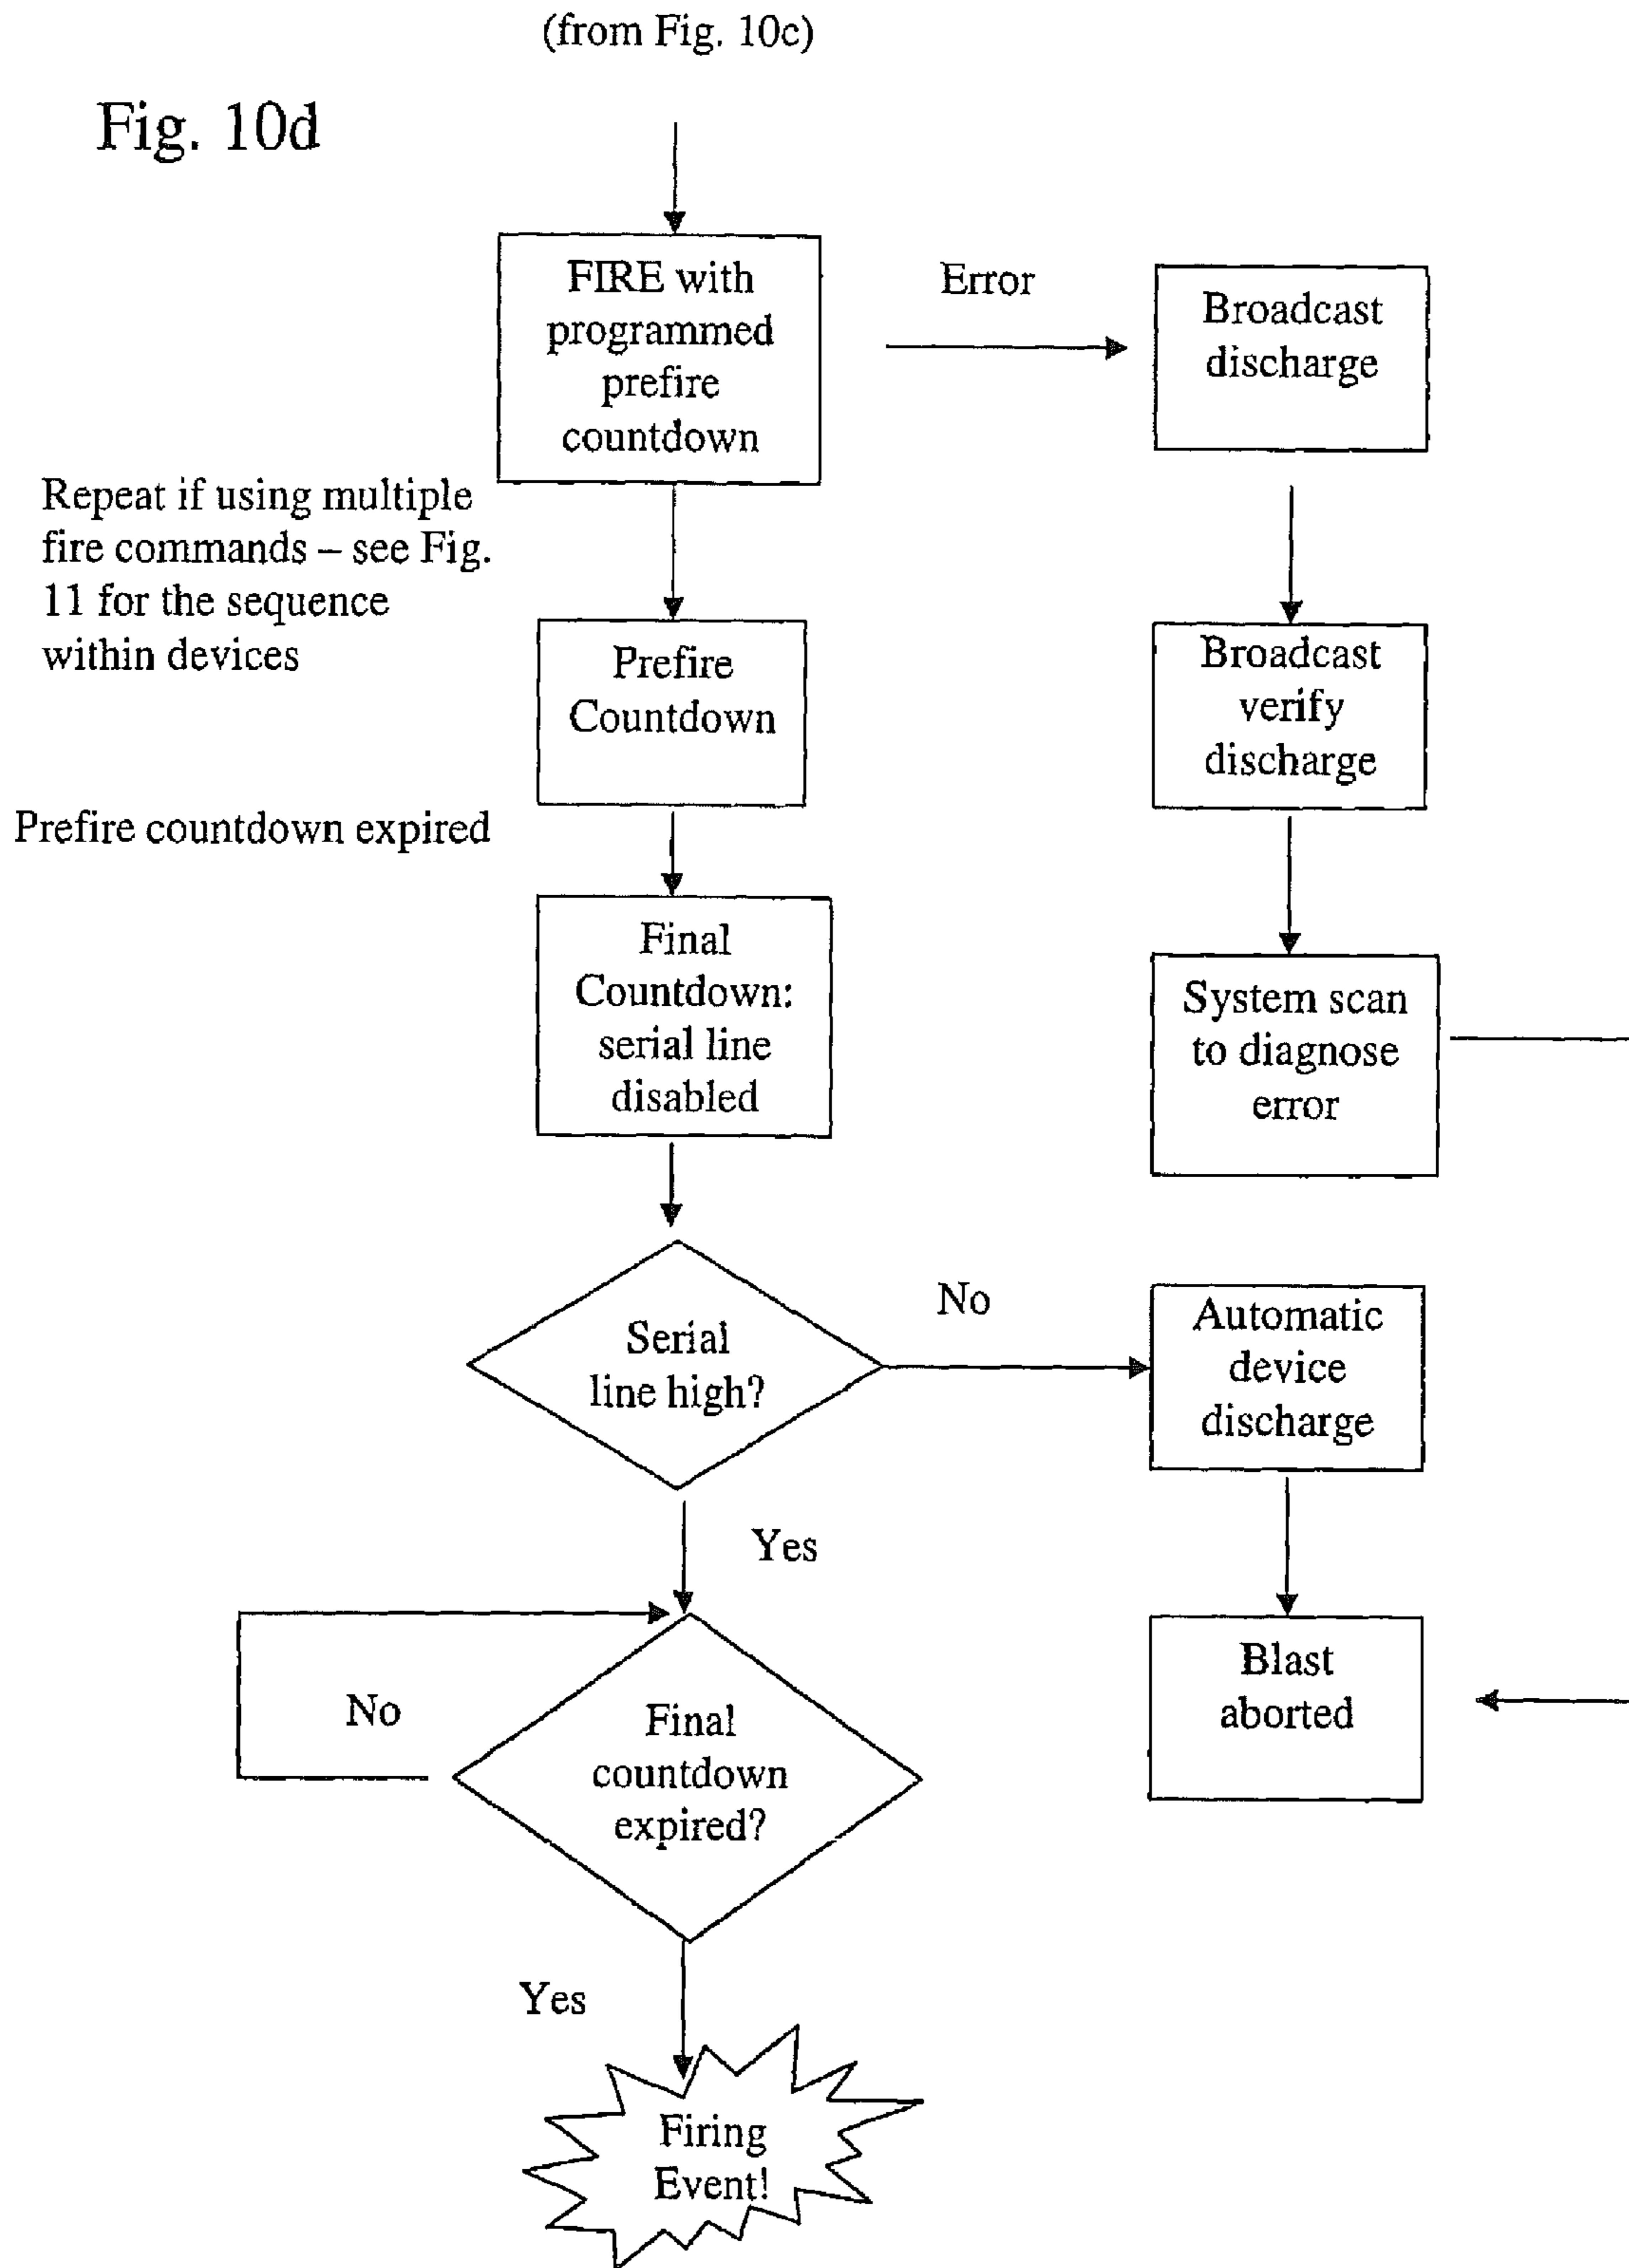 (from Fig. 10c)
Fig. 10d
FIRE with
programmed
prefire
countdown
Error
Broadcast
discharge
Repeat if using multiple
fire commands – see Fig.
11 for the sequence
within devices
Prefire
Countdown
Broadcast
verify
discharge
Prefire countdown expired
Final
Countdown:
serial line
disabled
System scan
to diagnose
error
Serial
line high?
No
Automatic
device
discharge
Yes
Blast
aborted
No
Final
countdown
expired?
Yes
Firing
Event!